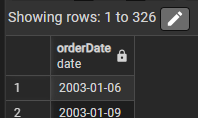 Showing rows: 1 to 326
orderDate
date
1 2003-01-06
2 2003-01-09